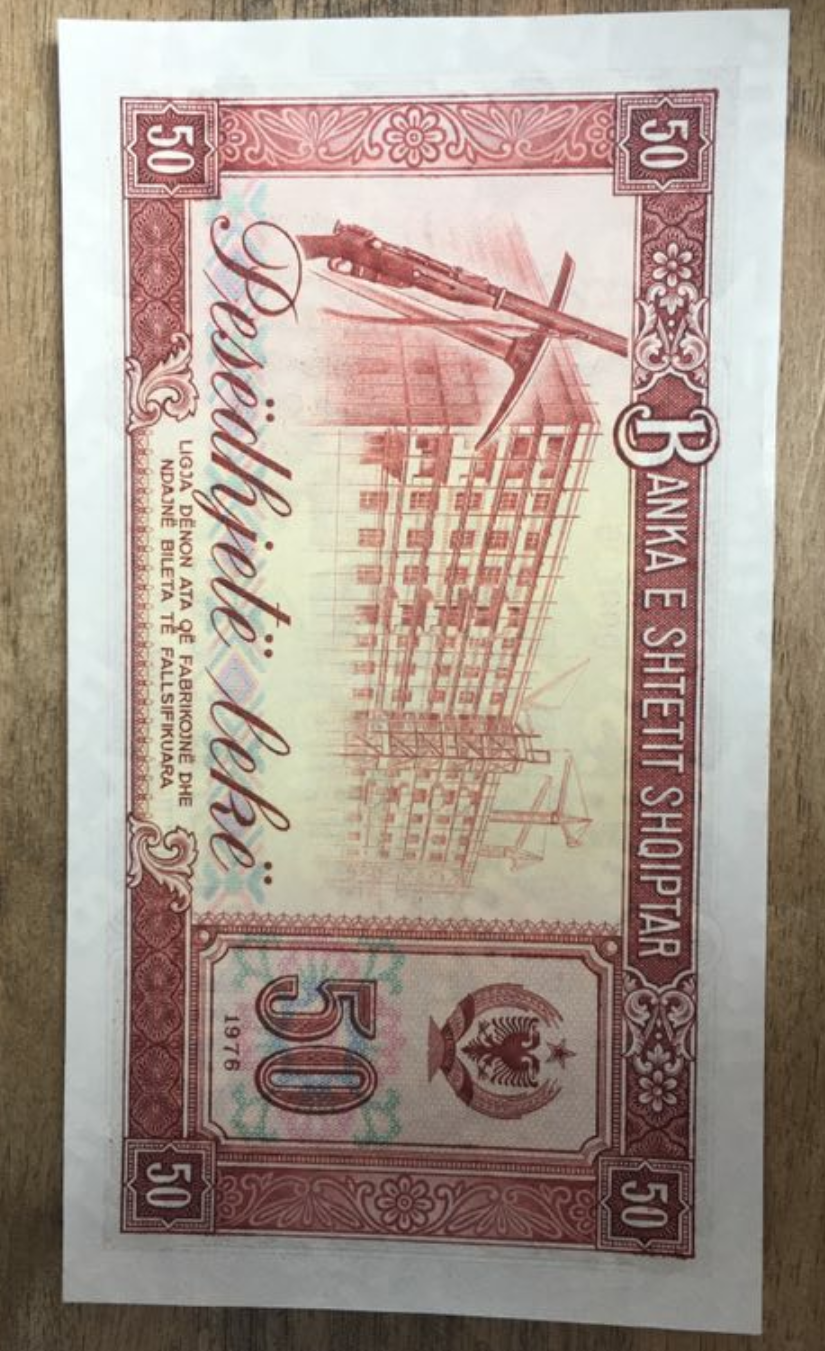 50
50
BANKA E SHTETIT SHQIPTAR
Pesëdhjetë lekë
LIGJA DËNON ATA QË FABRIKOJNË DHE
NDAJNË BILETA TË FALLSIFIKUARA
50
1976
50
50